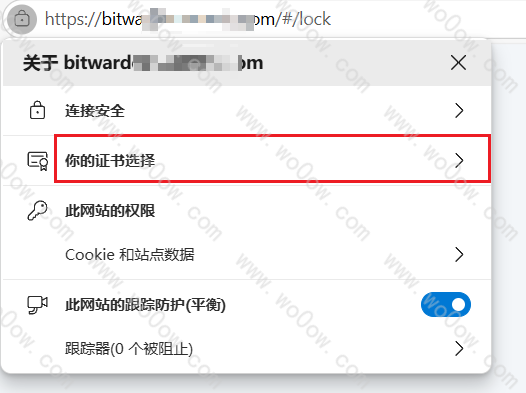 https://bitwa om/#/lock
关于 bitward om
连接安全
你的证书选择
此网站的权限
Cookie 和站点数据
此网站的跟踪防护(平衡)
跟踪器(0 个被阻止)
www.wo0ow.com